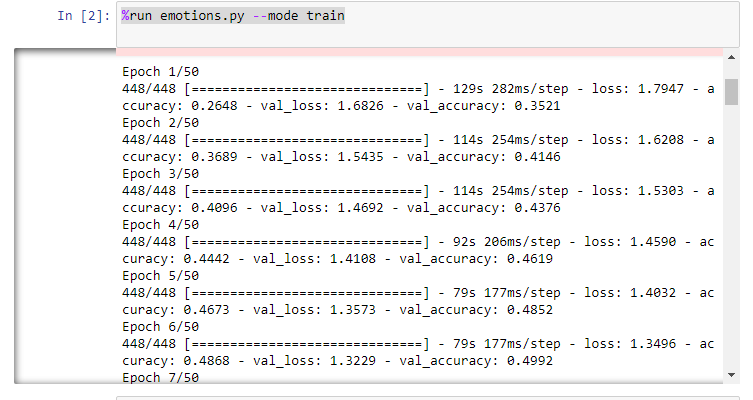 In [2]: %run emotions.py --mode train
Epoch 1/50
448/448 [==============================] - 129s 282ms/step - loss: 1.7947 - a
ccuracy: 0.2648 - val_loss: 1.6826 - val_accuracy: 0.3521
Epoch 2/50
448/448 [==============================] - 114s 254ms/step - loss: 1.6208 - a
ccuracy: 0.3689 - val_loss: 1.5435 - val_accuracy: 0.4146
Epoch 3/50
448/448 [==============================] - 114s 254ms/step - loss: 1.5303 - a
ccuracy: 0.4096 - val_loss: 1.4692 - val_accuracy: 0.4376
Epoch 4/50
448/448 [==============================] - 92s 206ms/step - loss: 1.4590 - ac
curacy: 0.4442 - val_loss: 1.4108 - val_accuracy: 0.4619
Epoch 5/50
448/448 [==============================] - 79s 177ms/step - loss: 1.4032 - ac
curacy: 0.4673 - val_loss: 1.3573 - val_accuracy: 0.4852
Epoch 6/50
448/448 [==============================] - 79s 177ms/step - loss: 1.3496 - ac
curacy: 0.4868 - val_loss: 1.3229 - val_accuracy: 0.4992
Epoch 7/50